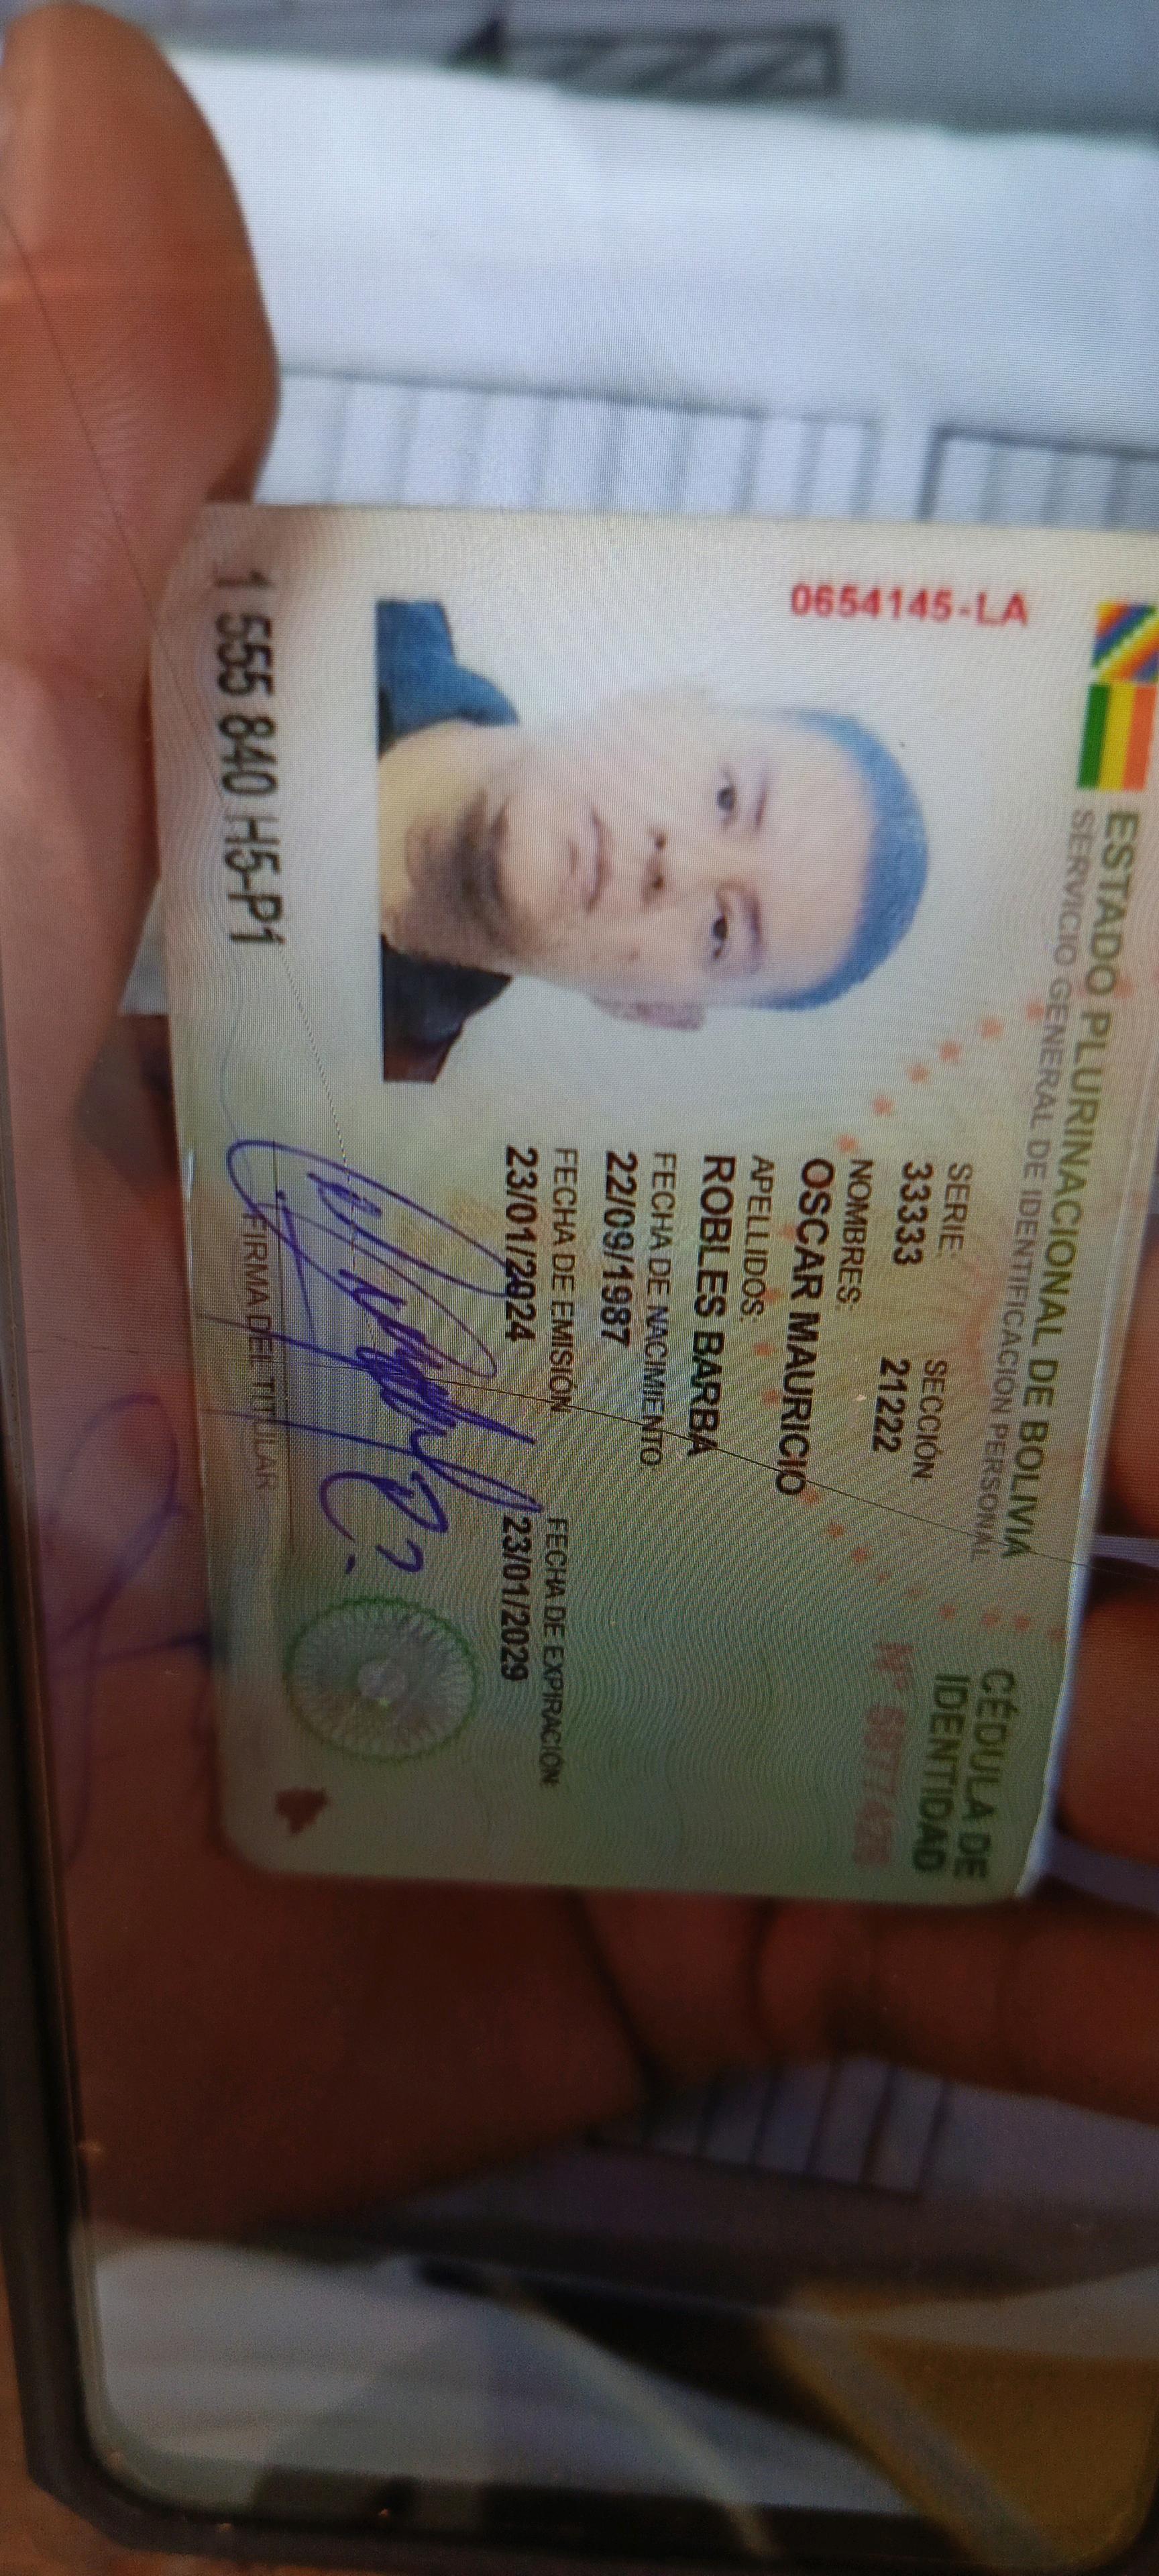 ESTADO PLURINACIONAL DE BOLIVIA
SERVICIO GENERAL DE IDENTIFICACIÓN PERSONAL
CÉDULA DE
IDENTIDAD
0654145-LA
SERIE: SECCIÓN
33333 21222
Nº
NOMBRES:
OSCAR MAURICIO
APELLIDOS:
ROBLES BARBA
FECHA DE NACIMIENTO
22/09/1987
FECHA DE EMISIÓN FECHA DE EXPIRACIÓN
23/01/2024 23/01/2029
FIRMA DEL TITULAR
1 555 840 H5-P1